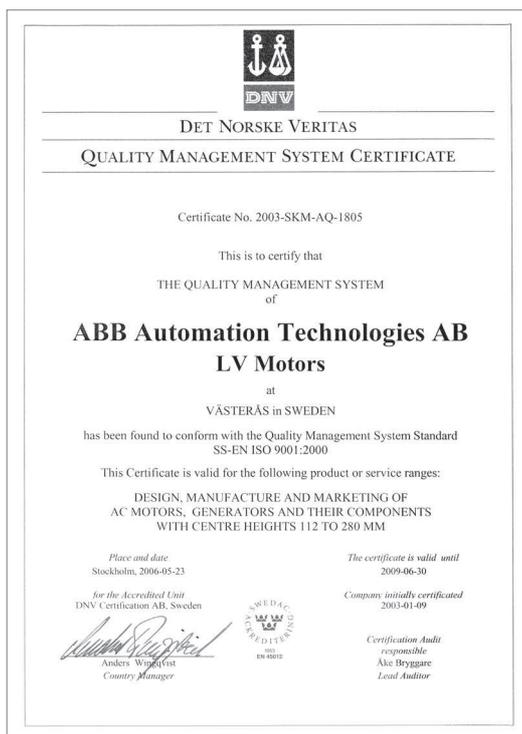 DNV
DET NORSKE VERITAS
QUALITY MANAGEMENT SYSTEM CERTIFICATE
Certificate No. 2003-SKM-AQ-1805
This is to certify that
THE QUALITY MANAGEMENT SYSTEM
of
ABB Automation Technologies AB
LV Motors
at
VÄSTERÅS in SWEDEN
has been found to conform with the Quality Management System Standard
SS-EN ISO 9001:2000
This Certificate is valid for the following product or service ranges:
DESIGN, MANUFACTURE AND MARKETING OF
AC MOTORS, GENERATORS AND THEIR COMPONENTS
WITH CENTRE HEIGHTS 112 TO 280 MM
Place and date
Stockholm, 2006-05-23
for the Accredited Unit
DNV Certification AB, Sweden
Anders Wingqvist
Country Manager
SWEDAC
ACKREDITERING
1053
EN 45012
The certificate is valid until
2009-06-30
Company initially certificated
2003-01-09
Certification Audit
responsible
Åke Bryggare
Lead Auditor